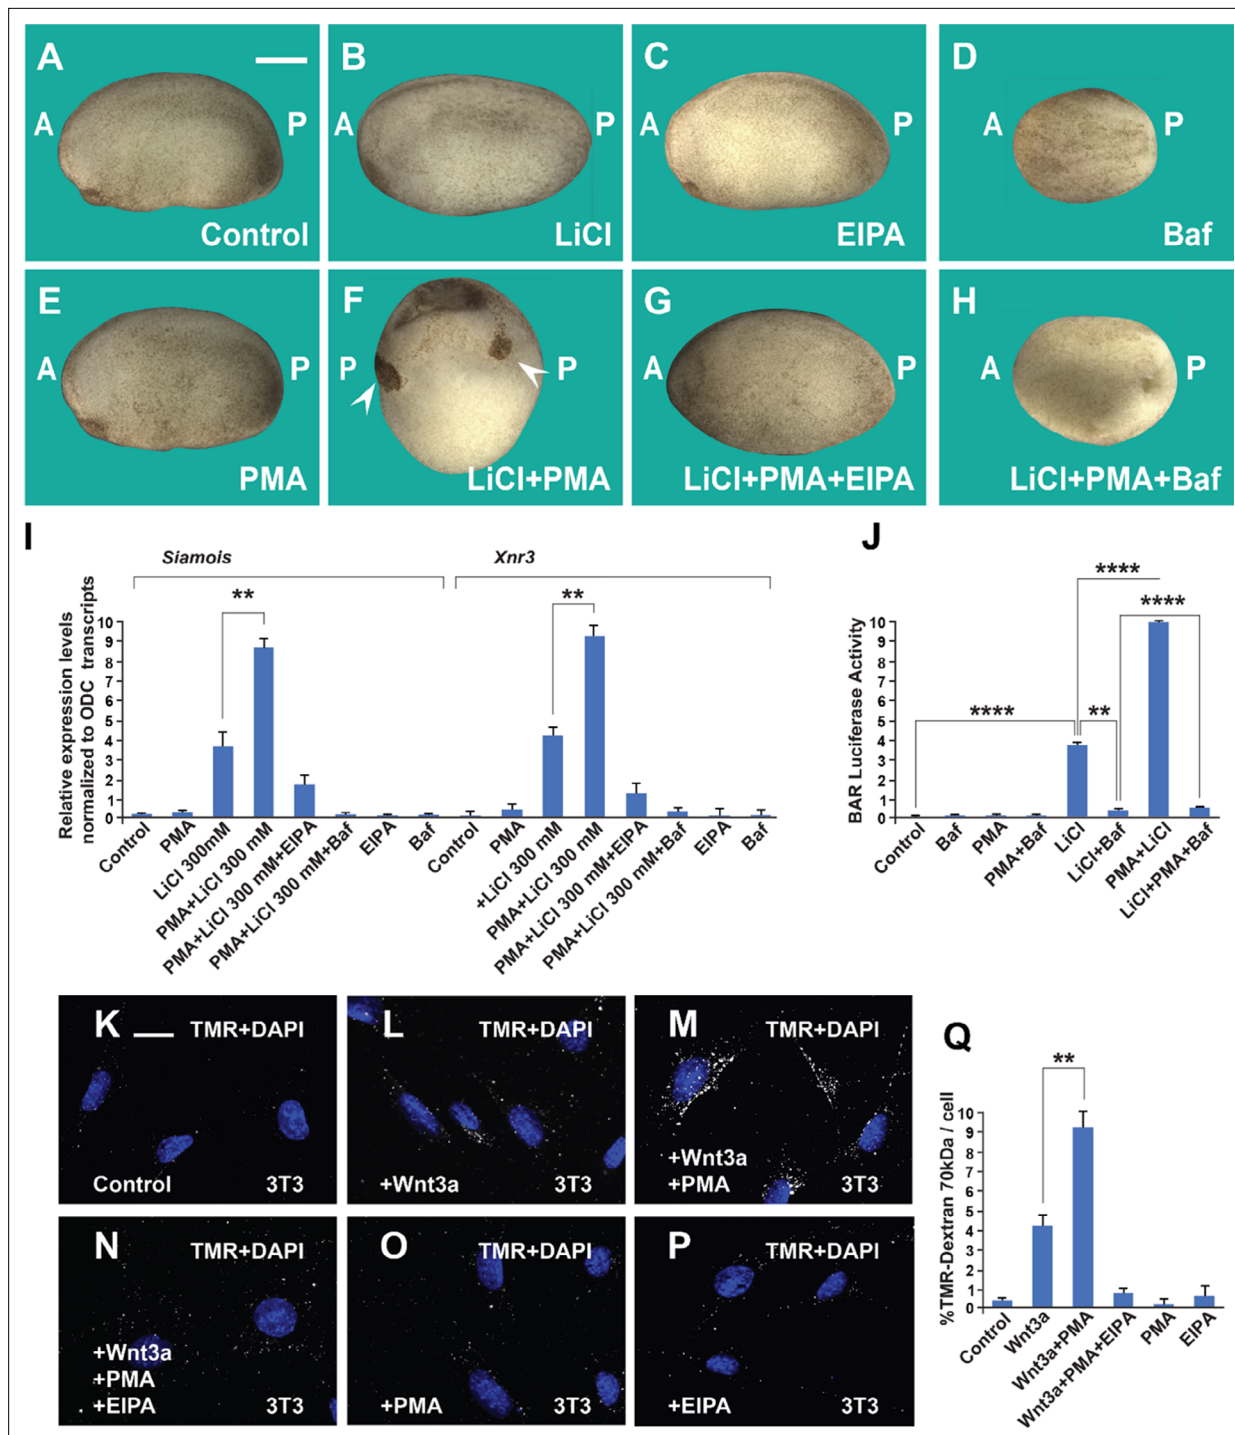 A
A
P
Control
B
A
P
LiCl
C
A
P
EIPA
D
A
P
Baf
E
A
P
PMA
F
P
P
LiCl+PMA
G
A
P
LiCl+PMA+EIPA
H
A
P
LiCl+PMA+Baf
I
Siamois
Xnr3
**
**
Relative expression levels
normalized to ODC transcripts
10
9
8
7
6
5
4
3
2
1
0
Control
PMA
LiCl 300mM
PMA+LiCl 300 mM
PMA+LiCl 300 mM+EIPA
PMA+LiCl 300 mM+Baf
EIPA
Baf
Control
PMA
+LiCl 300 mM
PMA+LiCl 300 mM
PMA+LiCl 300 mM+EIPA
PMA+LiCl 300 mM+Baf
EIPA
Baf
J
****
****
****
**
BAR Luciferase Activity
10
9
8
7
6
5
4
3
2
1
0
Control
Baf
PMA
PMA+Baf
LiCl
LiCl+Baf
PMA+LiCl
LiCl+PMA+Baf
K
TMR+DAPI
Control
3T3
L
TMR+DAPI
+Wnt3a
3T3
M
TMR+DAPI
+Wnt3a
+PMA
3T3
N
TMR+DAPI
+Wnt3a
+PMA
+EIPA
3T3
O
TMR+DAPI
+PMA
3T3
P
TMR+DAPI
+EIPA
3T3
Q
**
%TMR-Dextran 70kDa / cell
10
9
8
7
6
5
4
3
2
1
0
Control
Wnt3a
Wnt3a+PMA
Wnt3a+PMA+EIPA
PMA
EIPA